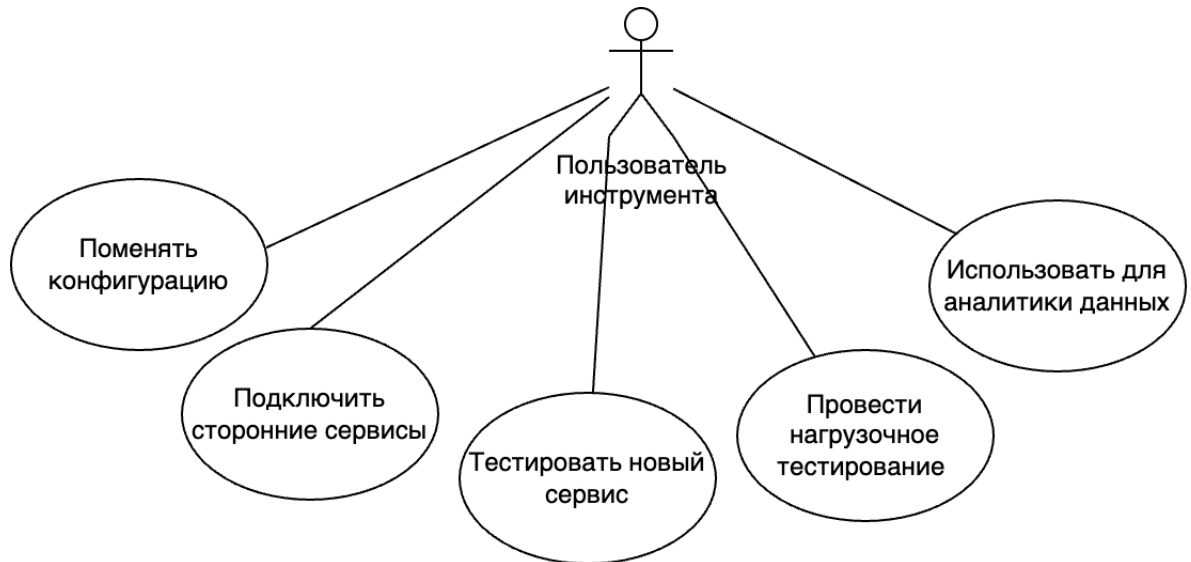 Пользователь
инструмента
Поменять
конфигурацию
Подключить
сторонние сервисы
Тестировать новый
сервис
Провести
нагрузочное
тестирование
Использовать для
аналитики данных